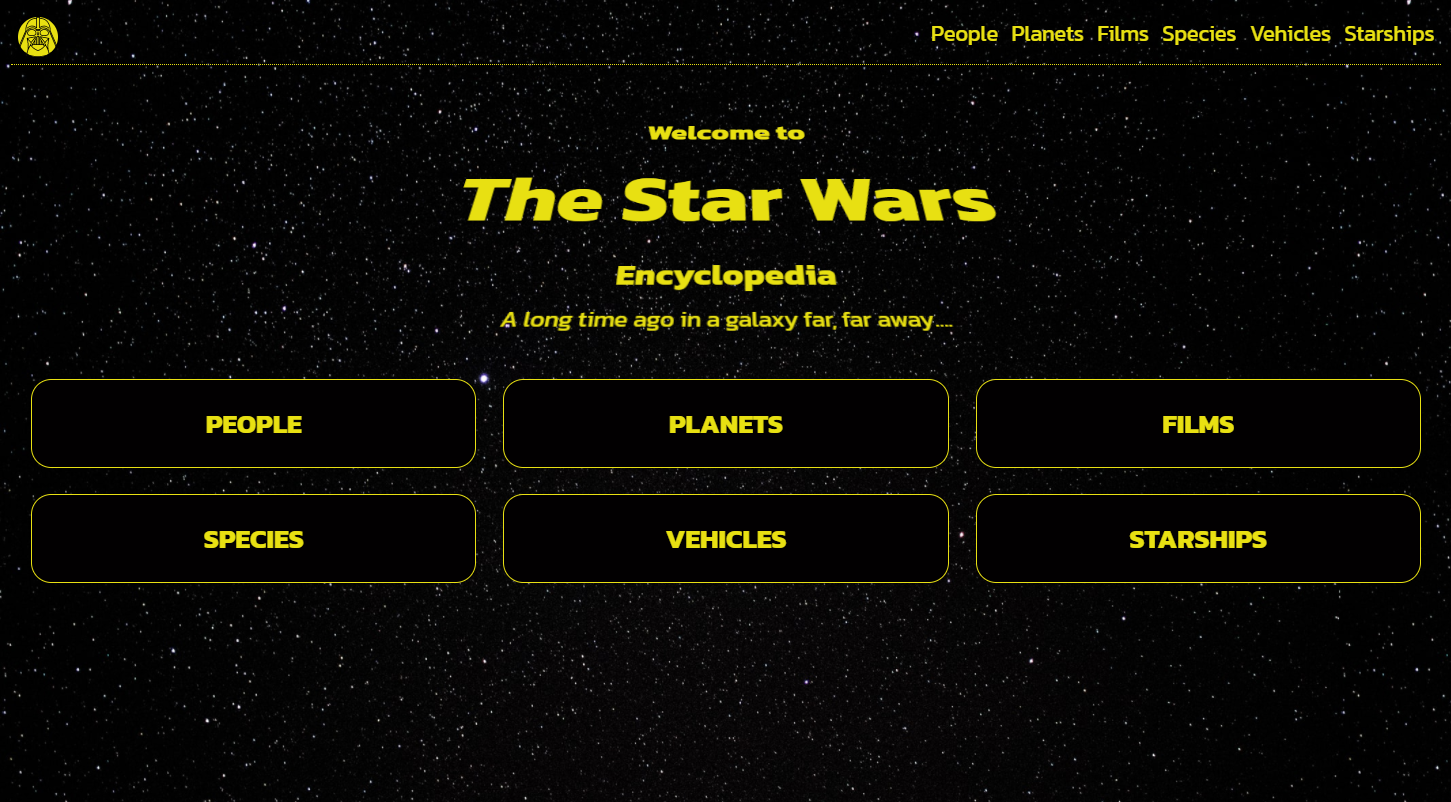 People Planets Films Species Vehicles Starships
Welcome to
The Star Wars
Encyclopedia
A long time ago in a galaxy far, far away....
PEOPLE
PLANETS
FILMS
SPECIES
VEHICLES
STARSHIPS